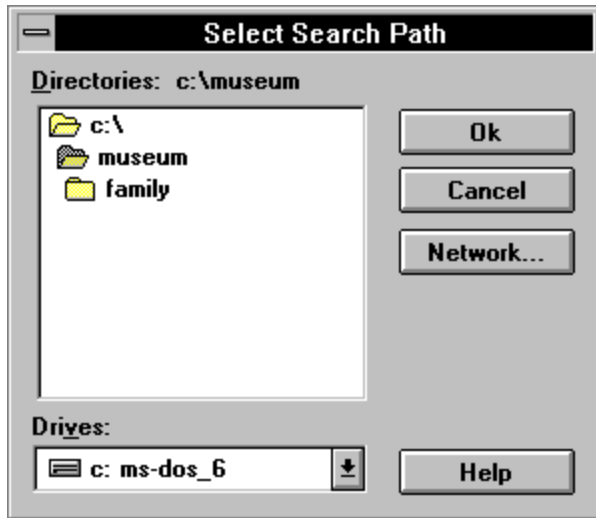 Select Search Path
Directories: c:\museum
c:\
museum
family
Ok
Cancel
Network...
Drives:
c: ms-dos_6
Help